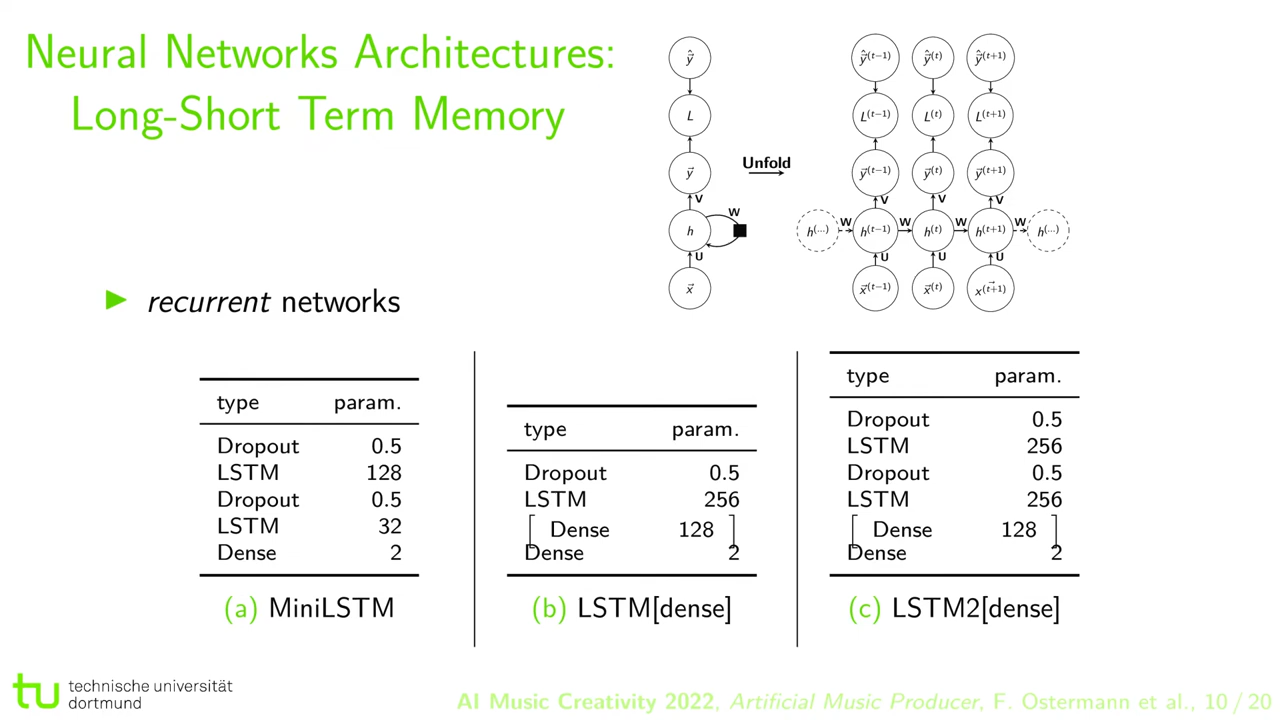 Neural Networks Architectures:
Long-Short Term Memory
ŷ⃗
L
y⃗
V
h
W
U
x⃗
Unfold
ŷ⃗(t−1) ŷ⃗(t) ŷ⃗(t+1)
L(t−1) L(t) L(t+1)
y⃗(t−1) y⃗(t) y⃗(t+1)
V V V
h(...) W h(t−1) W h(t) W h(t+1) W h(...)
U U U
x⃗(t−1) x⃗(t) x⃗(t+1)
▶ recurrent networks
type param.
Dropout 0.5
LSTM 128
Dropout 0.5
LSTM 32
Dense 2
(a) MiniLSTM
type param.
Dropout 0.5
LSTM 256
[ Dense 128 ]
Dense 2
(b) LSTM[dense]
type param.
Dropout 0.5
LSTM 256
Dropout 0.5
LSTM 256
[ Dense 128 ]
Dense 2
(c) LSTM2[dense]
tu technische universität
dortmund
AI Music Creativity 2022, Artificial Music Producer, F. Ostermann et al., 10 / 20